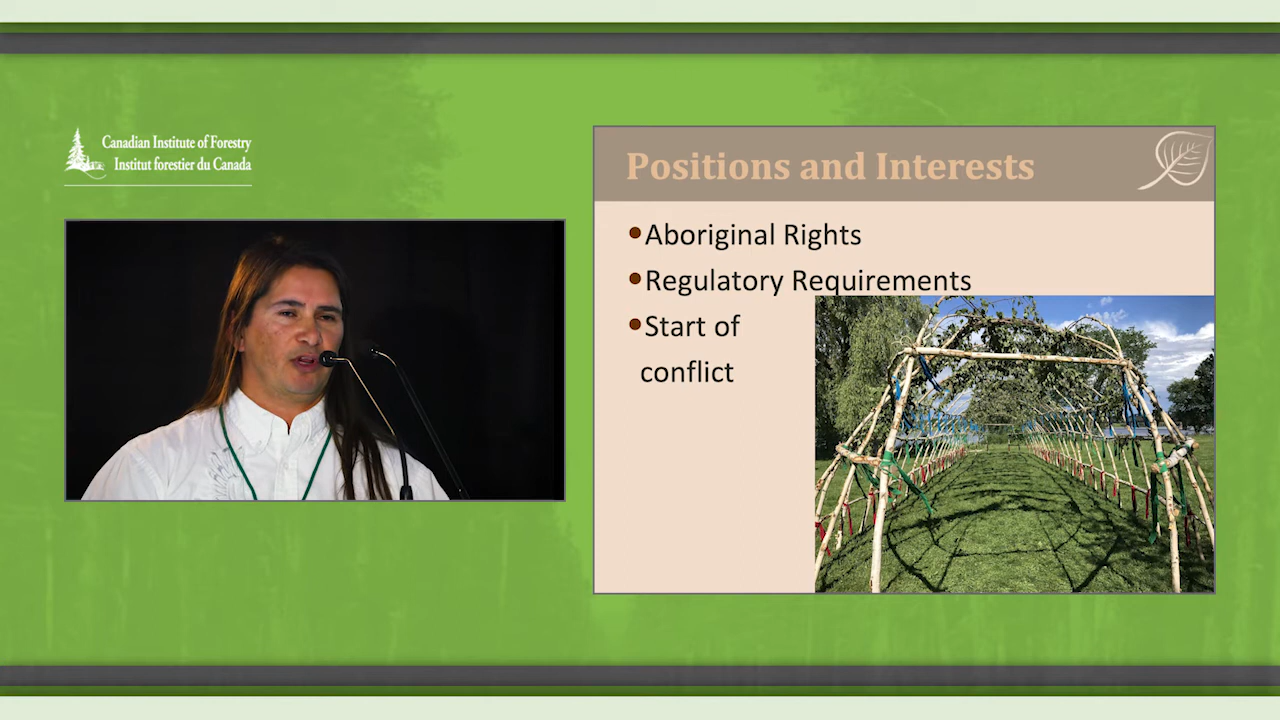 Canadian Institute of Forestry
Institut forestier du Canada
Positions and Interests
•Aboriginal Rights
•Regulatory Requirements
•Start of
conflict